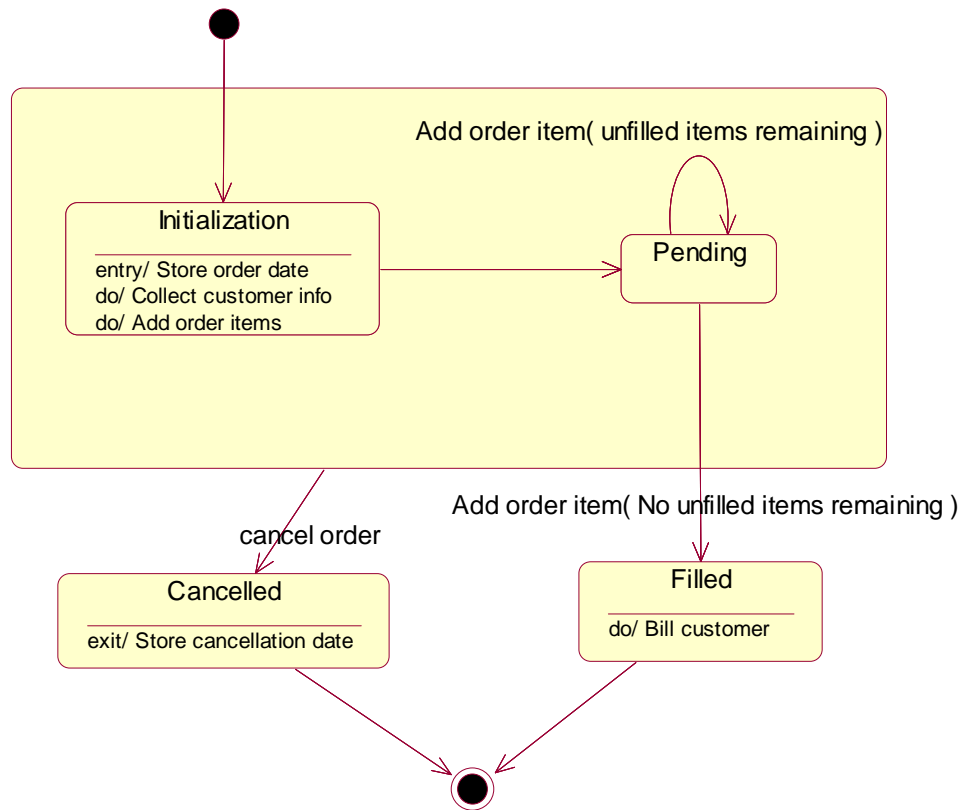 Add order item( unfilled items remaining )
Initialization
entry/ Store order date
do/ Collect customer info
do/ Add order items
Pending
Add order item( No unfilled items remaining )
cancel order
Cancelled
exit/ Store cancellation date
Filled
do/ Bill customer